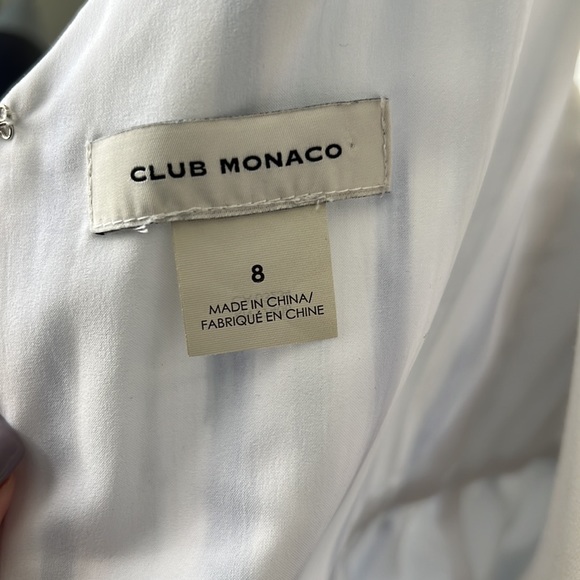 CLUB MONACO
8
MADE IN CHINA/
FABRIQUÉ EN CHINE